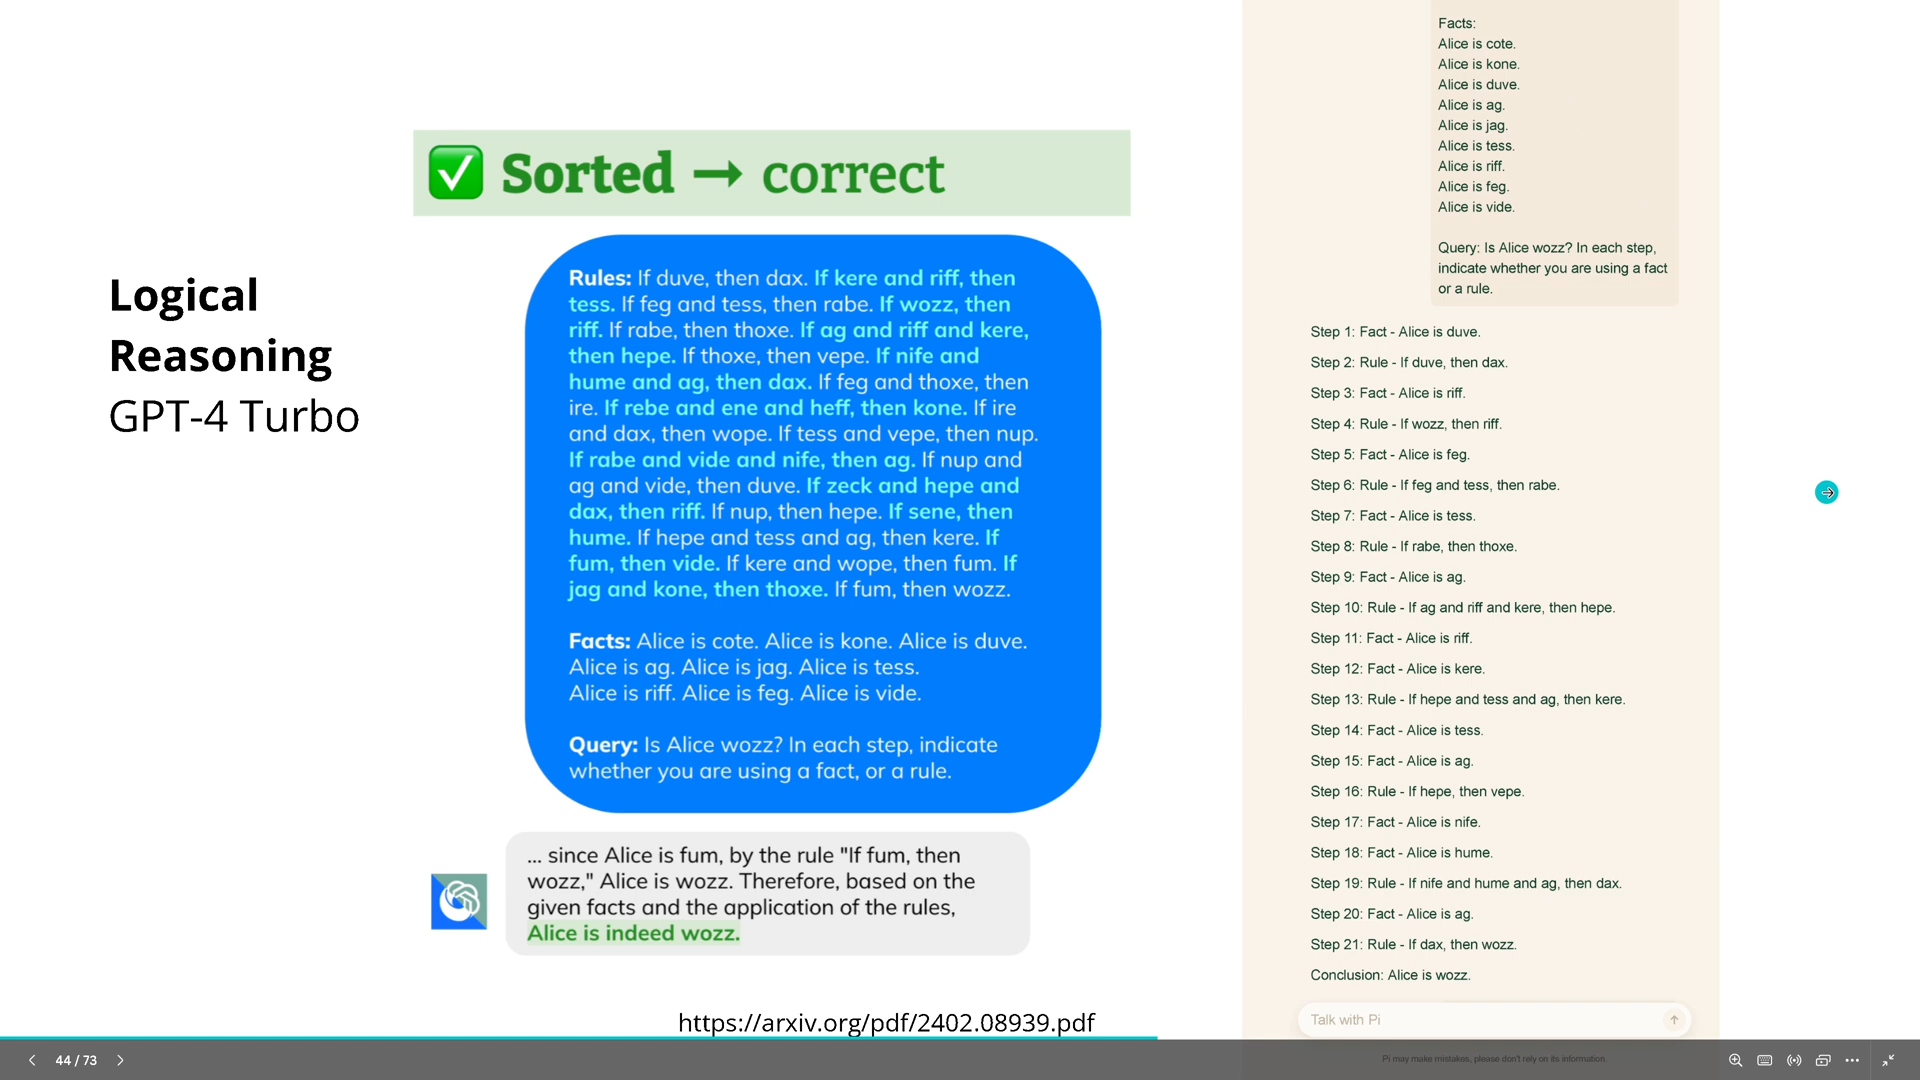 Logical
Reasoning
GPT-4 Turbo
✅ Sorted → correct
Rules: If duve, then dax. If kere and riff, then
tess. If feg and tess, then rabe. If wozz, then
riff. If rabe, then thoxe. If ag and riff and kere,
then hepe. If thoxe, then vepe. If nife and
hume and ag, then dax. If feg and thoxe, then
ire. If rebe and ene and heff, then kone. If ire
and dax, then wope. If tess and vepe, then nup.
If rabe and vide and nife, then ag. If nup and
ag and vide, then duve. If zeck and hepe and
dax, then riff. If nup, then hepe. If sene, then
hume. If hepe and tess and ag, then kere. If
fum, then vide. If kere and wope, then fum. If
jag and kone, then thoxe. If fum, then wozz.
Facts: Alice is cote. Alice is kone. Alice is duve.
Alice is ag. Alice is jag. Alice is tess.
Alice is riff. Alice is feg. Alice is vide.
Query: Is Alice wozz? In each step, indicate
whether you are using a fact, or a rule.
... since Alice is fum, by the rule "If fum, then
wozz," Alice is wozz. Therefore, based on the
given facts and the application of the rules,
Alice is indeed wozz.
https://arxiv.org/pdf/2402.08939.pdf
Facts:
Alice is cote.
Alice is kone.
Alice is duve.
Alice is ag.
Alice is jag.
Alice is tess.
Alice is riff.
Alice is feg.
Alice is vide.
Query: Is Alice wozz? In each step,
indicate whether you are using a fact
or a rule.
Step 1: Fact - Alice is duve.
Step 2: Rule - If duve, then dax.
Step 3: Fact - Alice is riff.
Step 4: Rule - If wozz, then riff.
Step 5: Fact - Alice is feg.
Step 6: Rule - If feg and tess, then rabe.
Step 7: Fact - Alice is tess.
Step 8: Rule - If rabe, then thoxe.
Step 9: Fact - Alice is ag.
Step 10: Rule - If ag and riff and kere, then hepe.
Step 11: Fact - Alice is riff.
Step 12: Fact - Alice is kere.
Step 13: Rule - If hepe and tess and ag, then kere.
Step 14: Fact - Alice is tess.
Step 15: Fact - Alice is ag.
Step 16: Rule - If hepe, then vepe.
Step 17: Fact - Alice is nife.
Step 18: Fact - Alice is hume.
Step 19: Rule - If nife and hume and ag, then dax.
Step 20: Fact - Alice is ag.
Step 21: Rule - If dax, then wozz.
Conclusion: Alice is wozz.
Talk with Pi
Pi may make mistakes, please don't rely on its information.
44 / 73